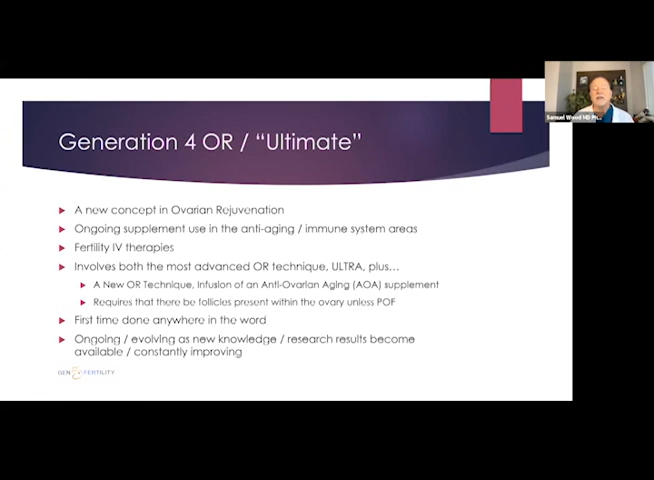 Samuel Wood MD Ph...
Generation 4 OR / “Ultimate”
A new concept in Ovarian Rejuvenation
Ongoing supplement use in the anti-aging / immune system areas
Fertility IV therapies
Involves both the most advanced OR technique, ULTRA, plus…
A New OR Technique, Infusion of an Anti-Ovarian Aging (AOA) supplement
Requires that there be follicles present within the ovary unless POF
First time done anywhere in the word
Ongoing / evolving as new knowledge / research results become
available / constantly improving
GEN 5 FERTILITY